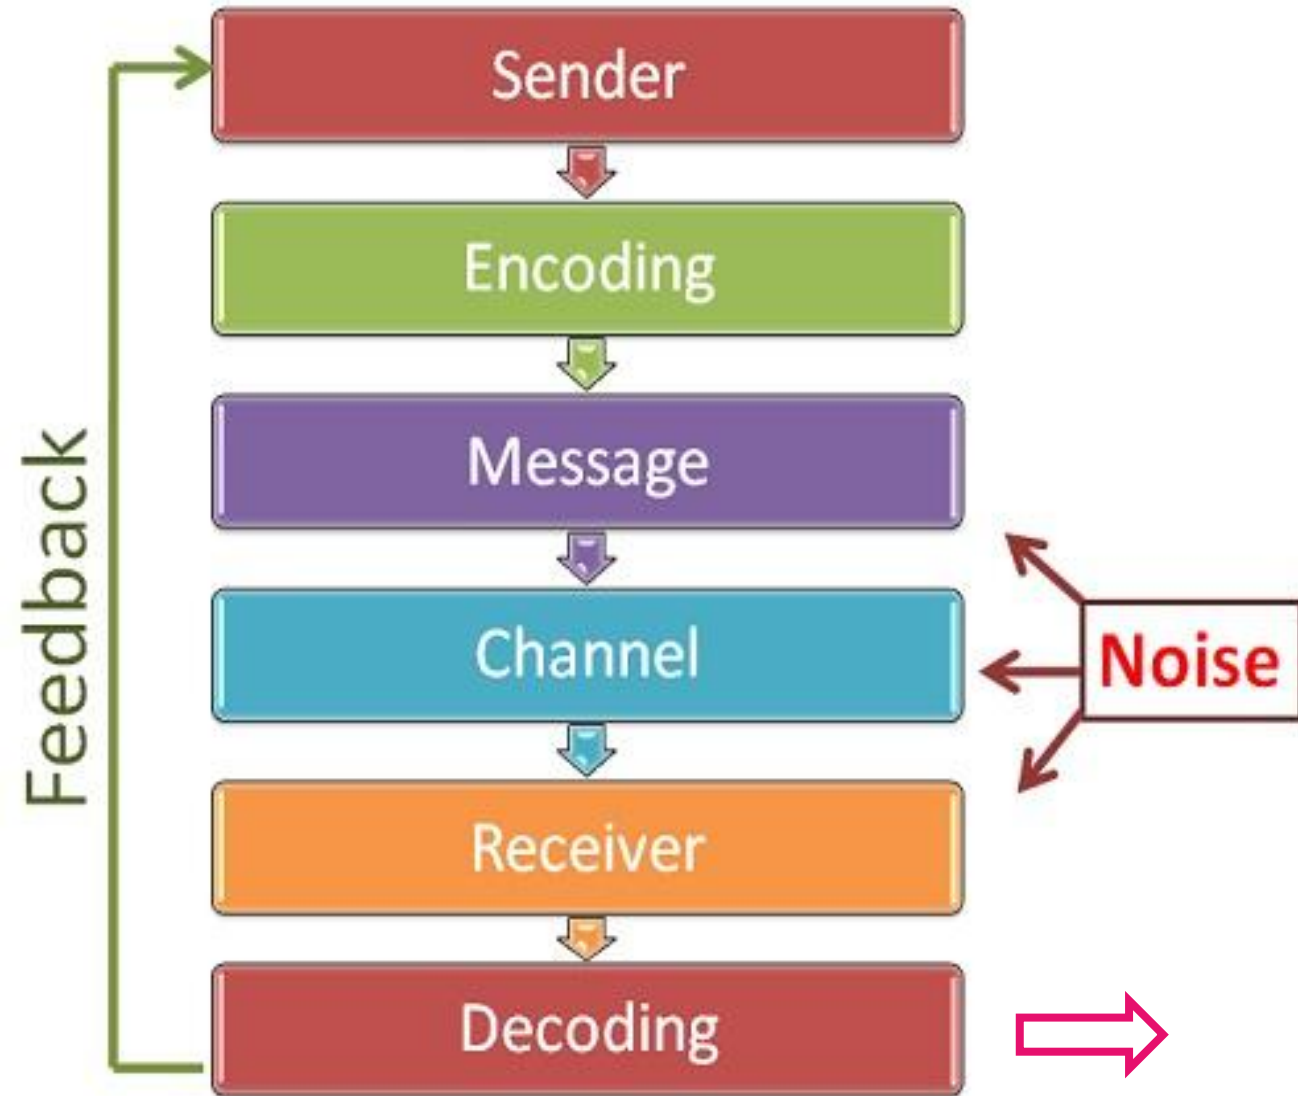 Sender
Encoding
Message
Channel
Receiver
Decoding
Feedback
Noise